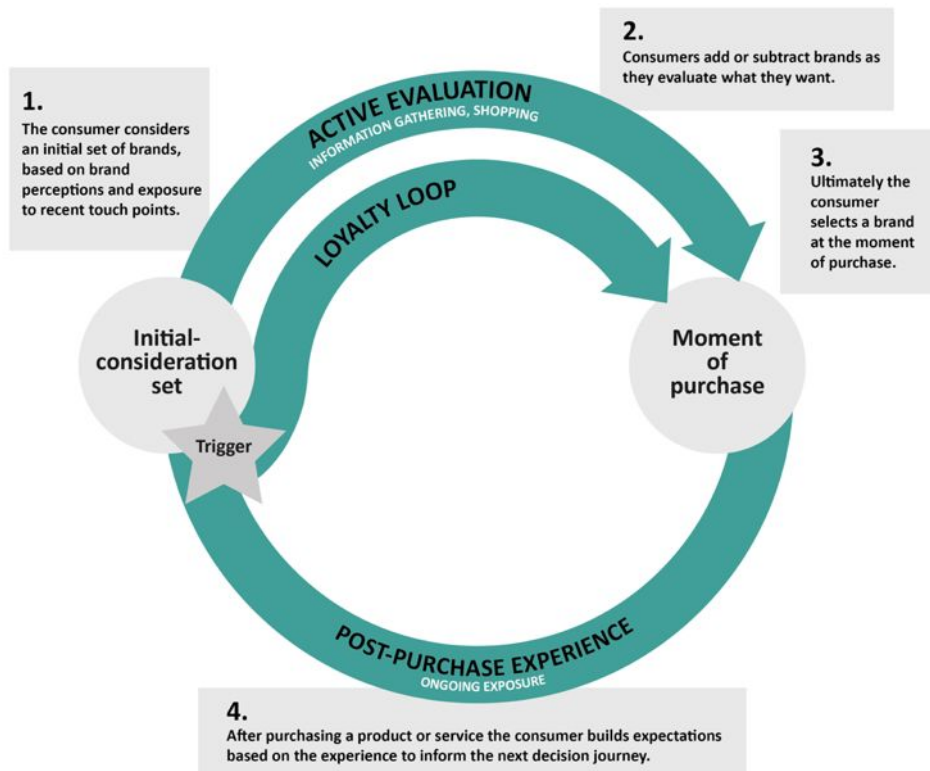 1.
The consumer considers
an initial set of brands,
based on brand
perceptions and exposure
to recent touch points.
2.
Consumers add or subtract brands as
they evaluate what they want.
3.
Ultimately the
consumer
selects a brand
at the moment
of purchase.
ACTIVE EVALUATION
INFORMATION GATHERING, SHOPPING
LOYALTY LOOP
Initial-
consideration
set
Trigger
Moment
of
purchase
POST-PURCHASE EXPERIENCE
ONGOING EXPOSURE
4.
After purchasing a product or service the consumer builds expectations
based on the experience to inform the next decision journey.